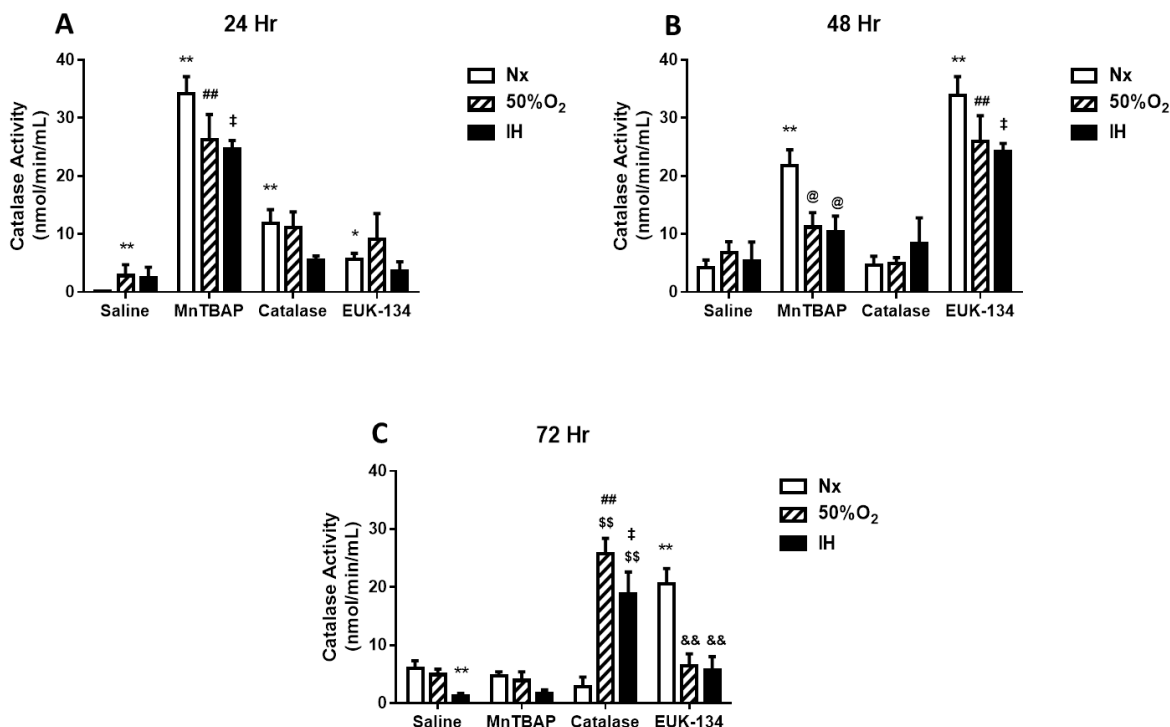 A
24 Hr
Catalase Activity
(nmol/min/mL)
40
30
20
10
0
**
**
##
‡
**
*
Saline
MnTBAP
Catalase
EUK-134
Nx
50%O₂
IH
B
48 Hr
Catalase Activity
(nmol/min/mL)
40
30
20
10
0
**
@
@
**
##
‡
Saline
MnTBAP
Catalase
EUK-134
Nx
50%O₂
IH
C
72 Hr
Catalase Activity
(nmol/min/mL)
40
30
20
10
0
**
##
$$
‡
$$
**
&&
&&
Saline
MnTBAP
Catalase
EUK-134
Nx
50%O₂
IH